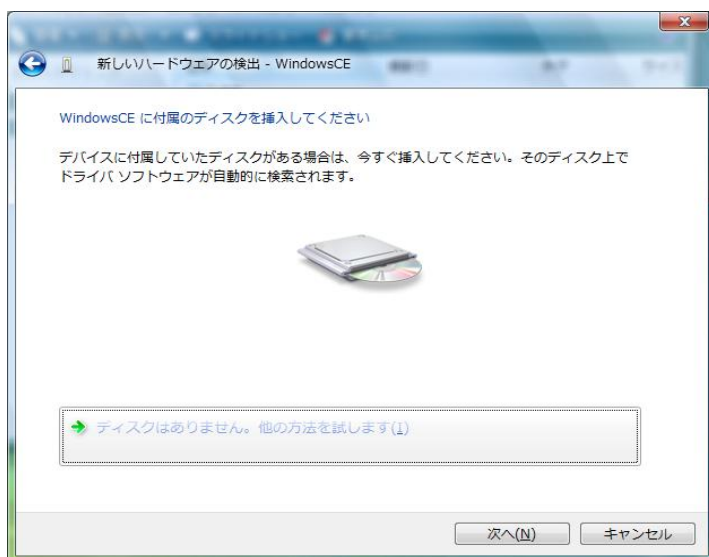 新しいハードウェアの検出 - WindowsCE
WindowsCE に付属のディスクを挿入してください
デバイスに付属していたディスクがある場合は、今すぐ挿入してください。そのディスク上で
ドライバ ソフトウェアが自動的に検索されます。
ディスクはありません。他の方法を試します(I)
次へ(N)
キャンセル